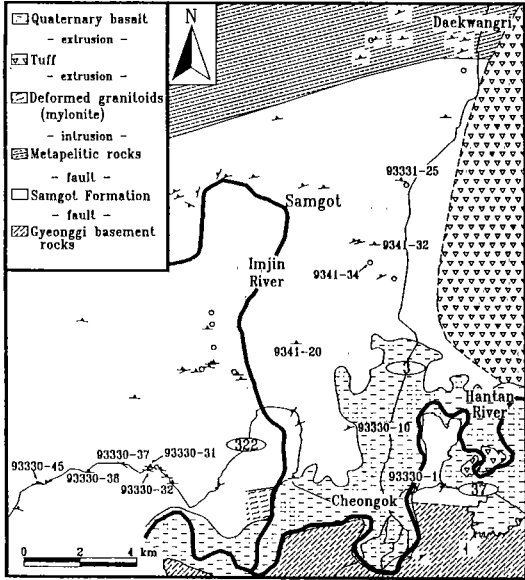 Quaternary basalt
- extrusion -
Tuff
- extrusion -
Deformed granitoids
(mylonite)
- intrusion -
Metapelitic rocks
- fault -
Samgot Formation
- fault -
Gyeonggi basement
rocks
N
Daekwangri
93331-25
Samgot
9341-32
Imjin
River
9341-34
9341-20
3
Hantan
River
93330-10
322
93330-31
93330-37
93330-45
93330-38
93330-32
93330-1
37
Cheongok
0 2 4 km